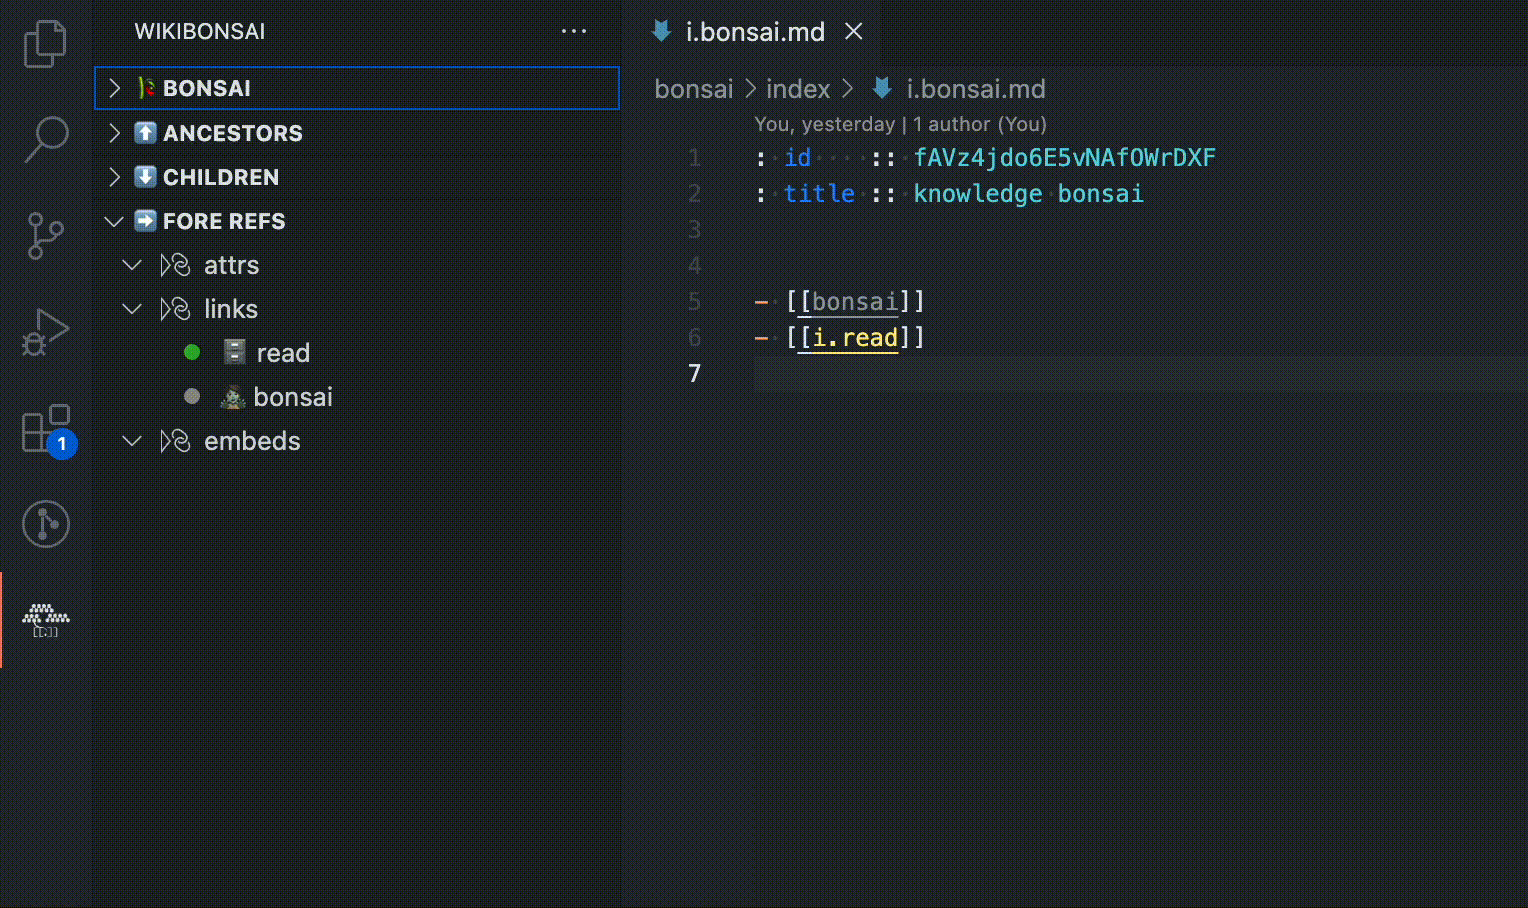 WIKIBONSAI
BONSAI
ANCESTORS
CHILDREN
FORE REFS
attrs
links
read
bonsai
embeds
1
i.bonsai.md
bonsai > index > i.bonsai.md
You, yesterday | 1 author (You)
1 : id :: fAVz4jdo6E5vNAfOWrDXF
2 : title :: knowledge bonsai
3
4
5 - [[bonsai]]
6 - [[i.read]]
7